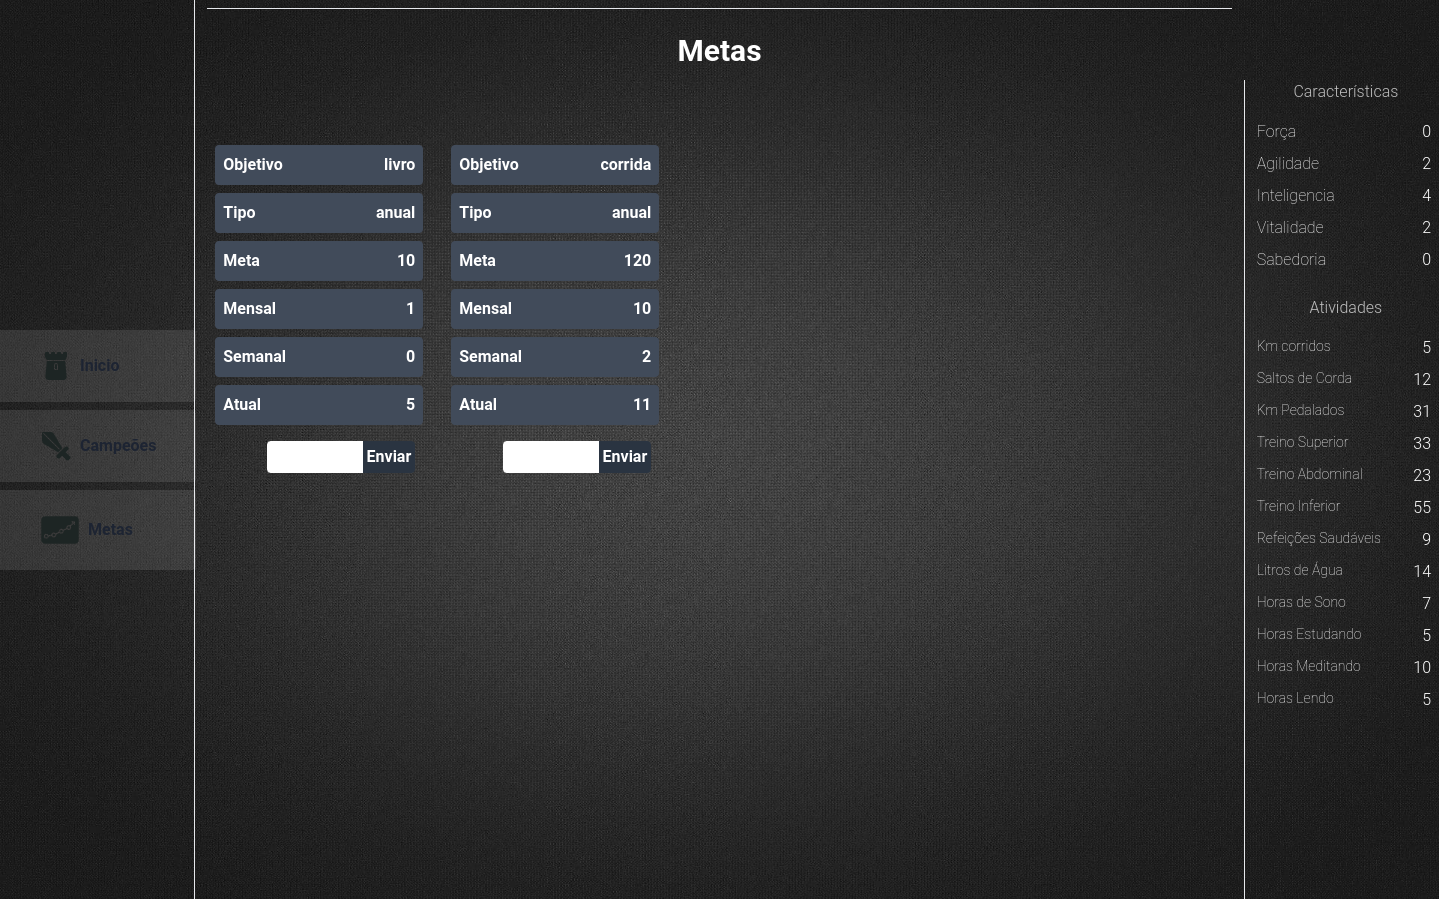 Metas
Inicio
Campeões
Metas
Objetivo livro
Tipo anual
Meta 10
Mensal 1
Semanal 0
Atual 5
Enviar
Objetivo corrida
Tipo anual
Meta 120
Mensal 10
Semanal 2
Atual 11
Enviar
Características
Força 0
Agilidade 2
Inteligencia 4
Vitalidade 2
Sabedoria 0
Atividades
Km corridos 5
Saltos de Corda 12
Km Pedalados 31
Treino Superior 33
Treino Abdominal 23
Treino Inferior 55
Refeições Saudáveis 9
Litros de Água 14
Horas de Sono 7
Horas Estudando 5
Horas Meditando 10
Horas Lendo 5